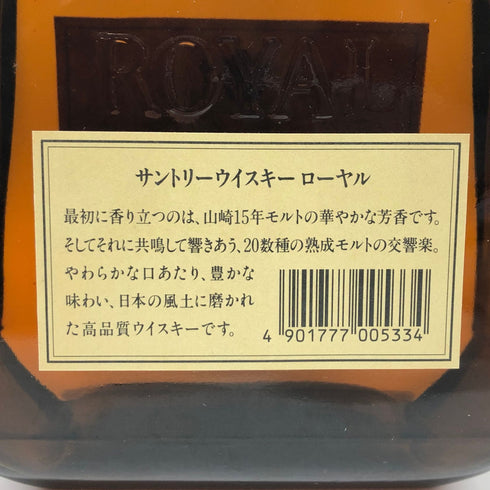 ROYAL
サントリーウイスキー ローヤル
最初に香り立つのは、山崎15年モルトの華やかな芳香です。
そしてそれに共鳴して響きあう、20数種の熟成モルトの交響楽。
やわらかな口あたり、豊かな
味わい、日本の風土に磨かれ
た高品質ウイスキーです。
4 901777 005334